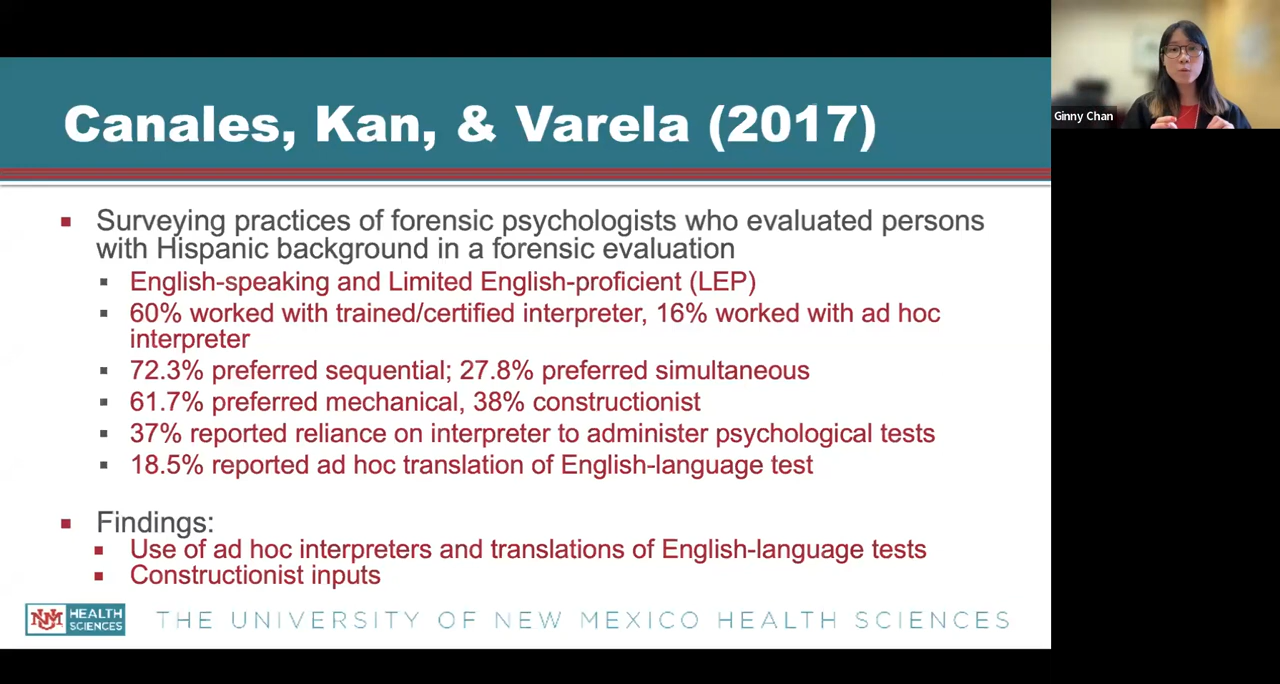 Canales, Kan, & Varela (2017)
Ginny Chan
▪ Surveying practices of forensic psychologists who evaluated persons
with Hispanic background in a forensic evaluation
▪ English-speaking and Limited English-proficient (LEP)
▪ 60% worked with trained/certified interpreter, 16% worked with ad hoc
interpreter
▪ 72.3% preferred sequential; 27.8% preferred simultaneous
▪ 61.7% preferred mechanical, 38% constructionist
▪ 37% reported reliance on interpreter to administer psychological tests
▪ 18.5% reported ad hoc translation of English-language test
▪ Findings:
▪ Use of ad hoc interpreters and translations of English-language tests
▪ Constructionist inputs
UNM HEALTH
SCIENCES
THE UNIVERSITY OF NEW MEXICO HEALTH SCIENCES